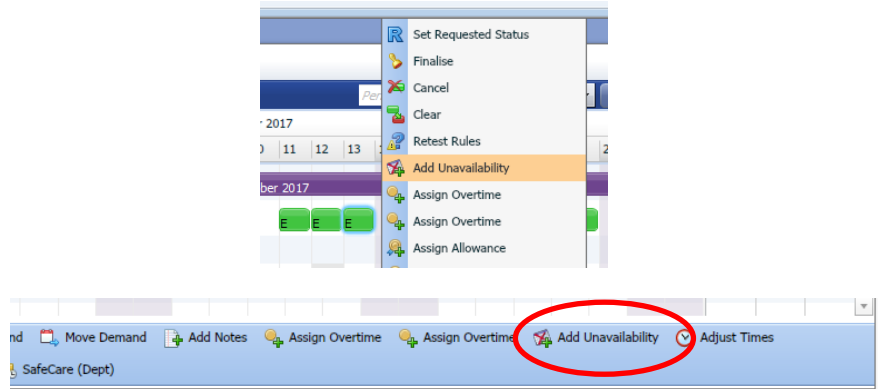 Set Requested Status
Finalise
Cancel
Clear
2017
11 12 13
Retest Rules
Add Unavailability
ber 2017
Assign Overtime
E E E
Assign Overtime
Assign Allowance
nd Move Demand Add Notes Assign Overtime Assign Overtime Add Unavailability Adjust Times
SafeCare (Dept)